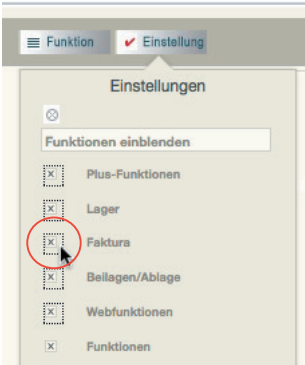 Funktion Einstellung
Einstellungen
Funktionen einblenden
Plus-Funktionen
Lager
Faktura
Beilagen/Ablage
Webfunktionen
Funktionen